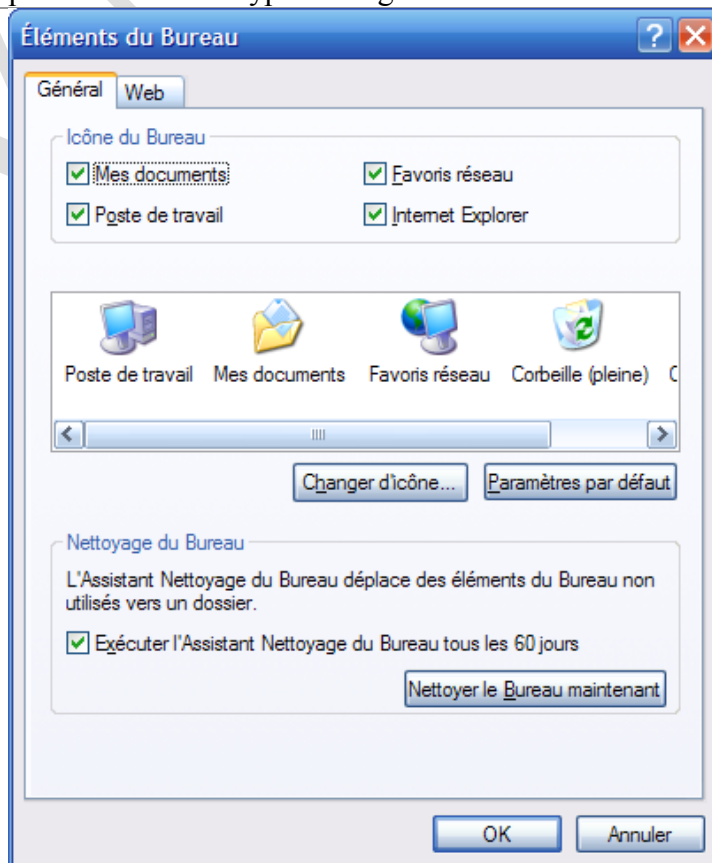 Éléments du Bureau
Général Web
Icône du Bureau
Mes documents Favoris réseau
Poste de travail Internet Explorer
Poste de travail Mes documents Favoris réseau Corbeille (pleine)
Changer d'icône... Paramètres par défaut
Nettoyage du Bureau
L'Assistant Nettoyage du Bureau déplace des éléments du Bureau non
utilisés vers un dossier.
Exécuter l'Assistant Nettoyage du Bureau tous les 60 jours
Nettoyer le Bureau maintenant
OK Annuler